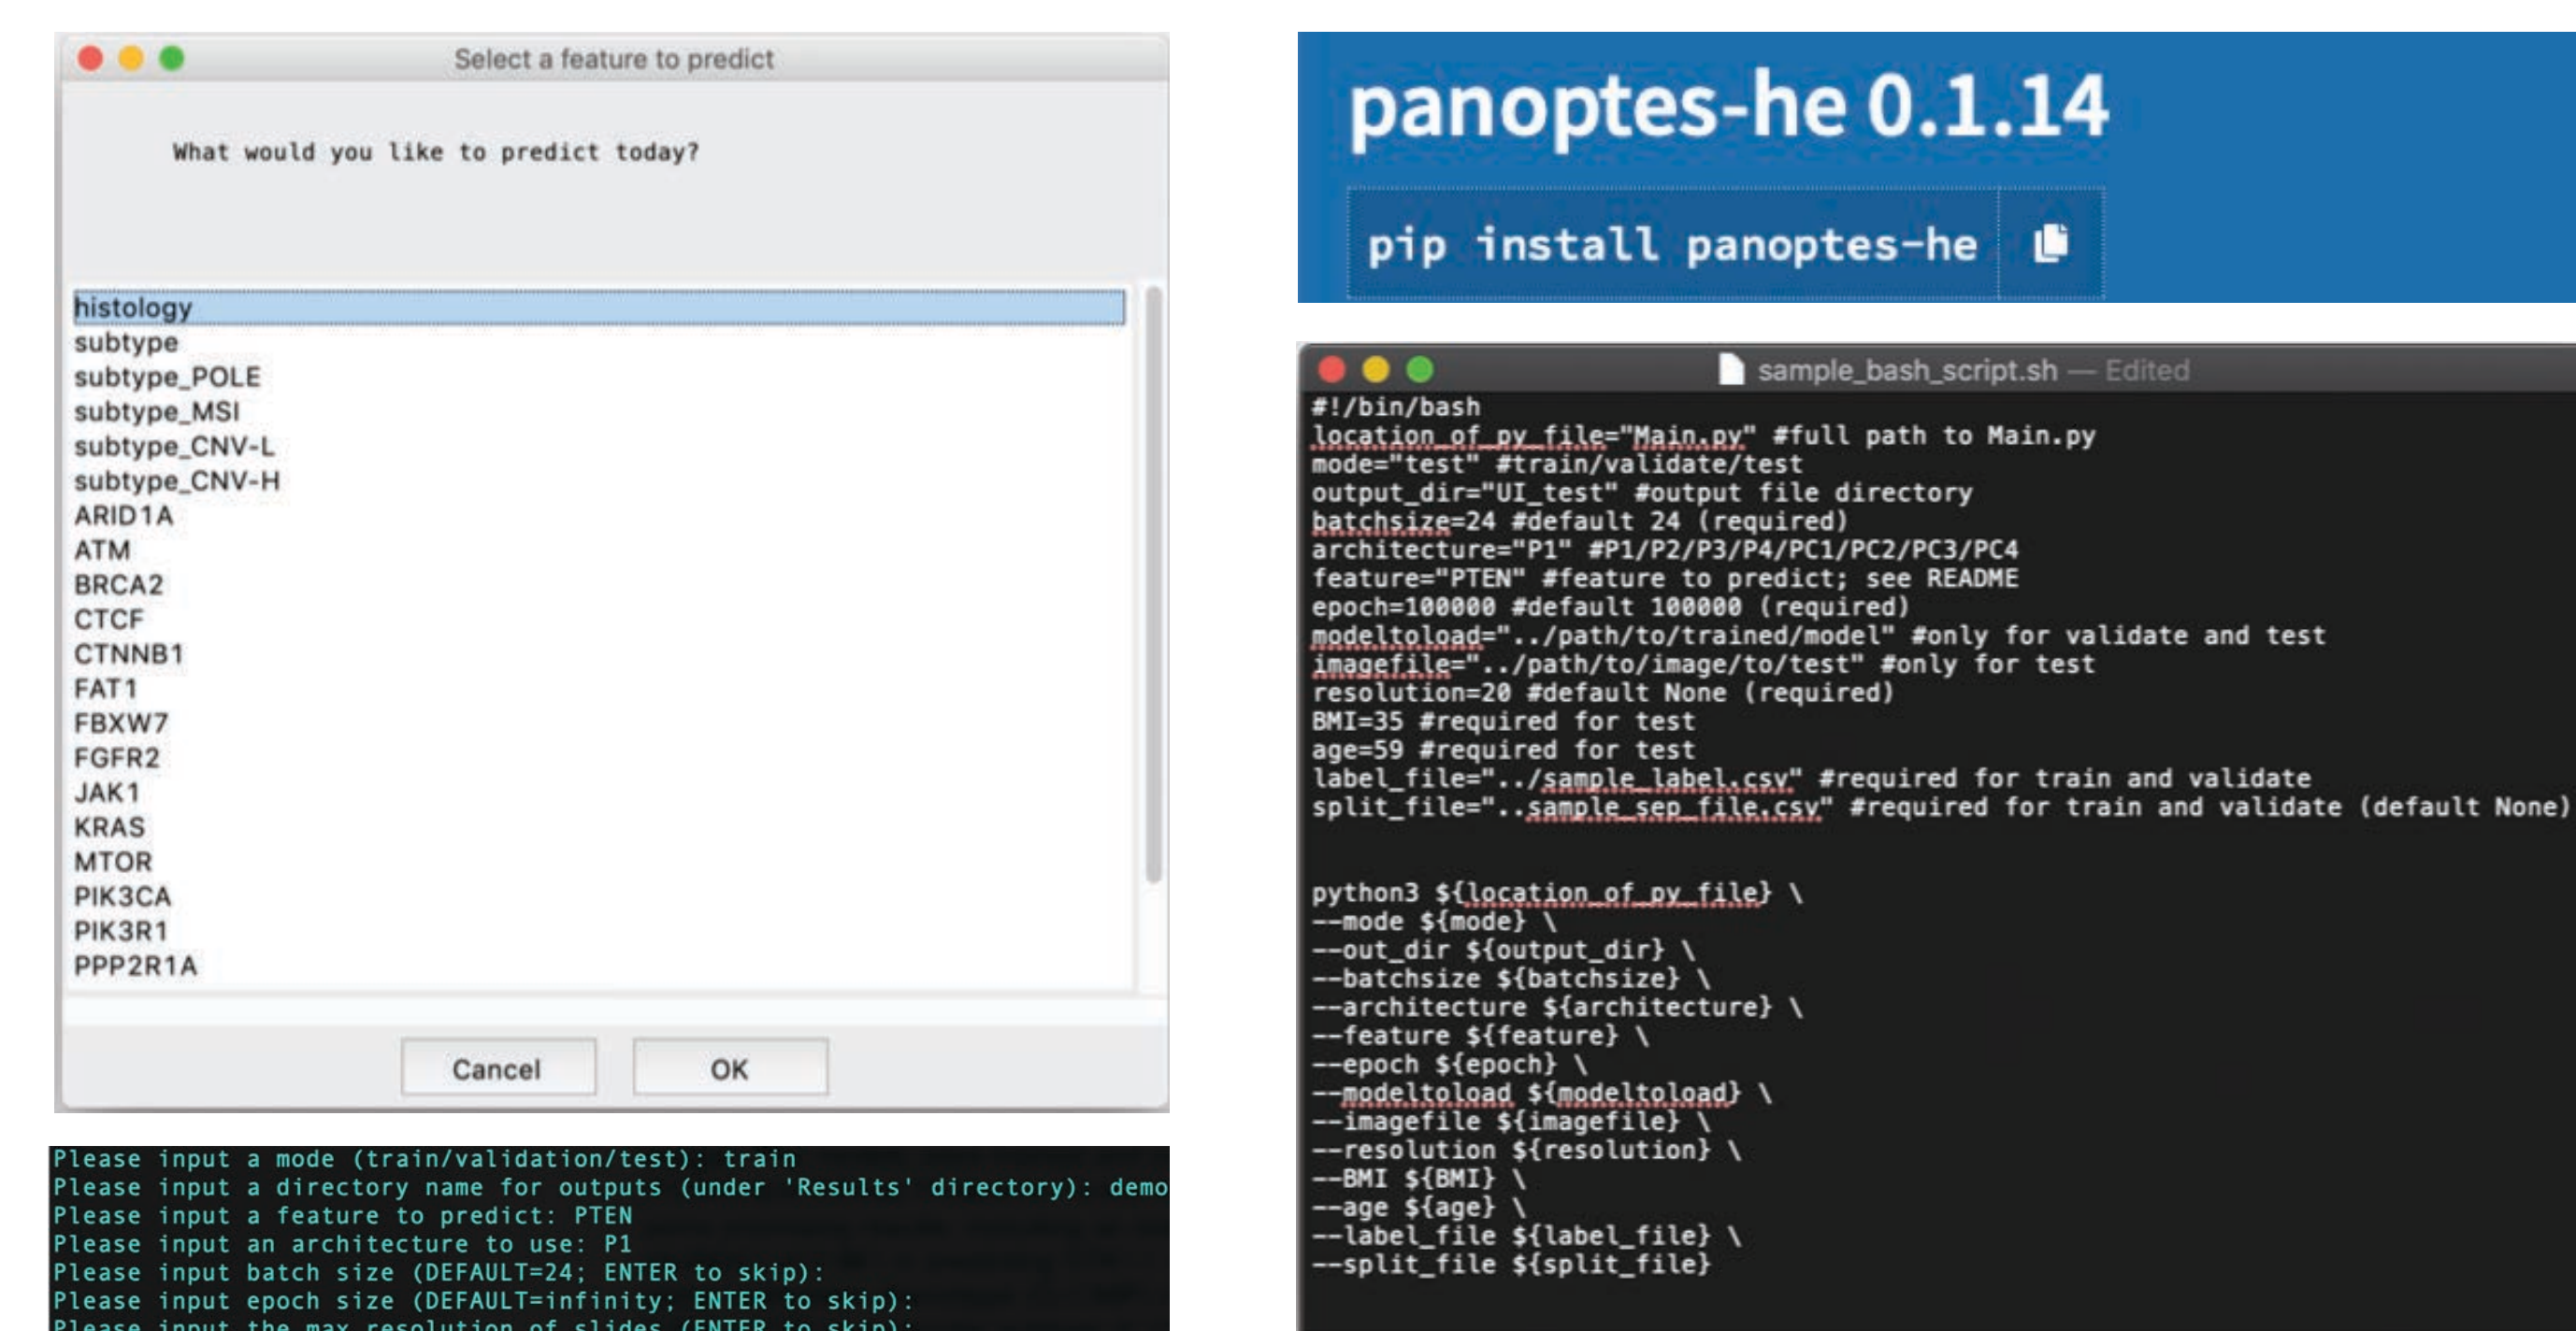 Select a feature to predict
What would you like to predict today?
histology
subtype
subtype_POLE
subtype_MSI
subtype_CNV-L
subtype_CNV-H
ARID1A
ATM
BRCA2
CTCF
CTNNB1
FAT1
FBXW7
FGFR2
JAK1
KRAS
MTOR
PIK3CA
PIK3R1
PPP2R1A
Cancel
OK
Please input a mode (train/validation/test): train
Please input a directory name for outputs (under 'Results' directory): demo
Please input a feature to predict: PTEN
Please input an architecture to use: P1
Please input batch size (DEFAULT=24; ENTER to skip):
Please input epoch size (DEFAULT=infinity; ENTER to skip):
Please input the max resolution of slides (ENTER to skip):
panoptes-he 0.1.14
pip install panoptes-he
sample_bash_script.sh — Edited
#!/bin/bash
location_of_py_file="Main.py" #full path to Main.py
mode="test" #train/validate/test
output_dir="UI_test" #output file directory
batchsize=24 #default 24 (required)
architecture="P1" #P1/P2/P3/P4/PC1/PC2/PC3/PC4
feature="PTEN" #feature to predict; see README
epoch=100000 #default 100000 (required)
modeltoload="../path/to/trained/model" #only for validate and test
imagefile="../path/to/image/to/test" #only for test
resolution=20 #default None (required)
BMI=35 #required for test
age=59 #required for test
label_file="../sample_label.csv" #required for train and validate
split_file="..sample_sep_file.csv" #required for train and validate (default None)
python3 ${location_of_py_file} \
--mode ${mode} \
--out_dir ${output_dir} \
--batchsize ${batchsize} \
--architecture ${architecture} \
--feature ${feature} \
--epoch ${epoch} \
--modeltoload ${modeltoload} \
--imagefile ${imagefile} \
--resolution ${resolution} \
--BMI ${BMI} \
--age ${age} \
--label_file ${label_file} \
--split_file ${split_file}